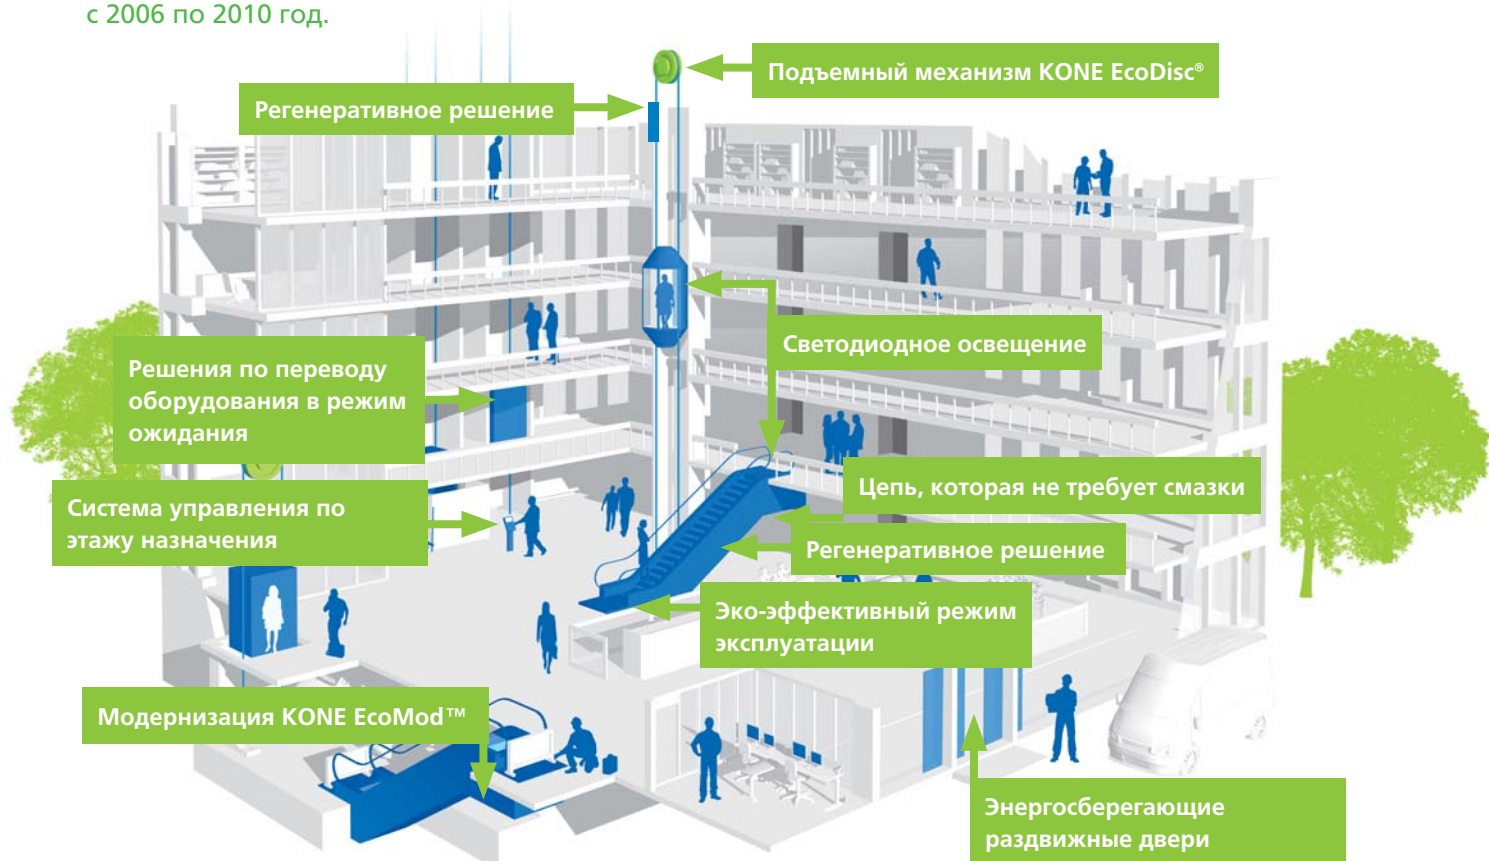 с 2006 по 2010 год.
Подъемный механизм KONE EcoDisc®
Регенеративное решение
Светодиодное освещение
Решения по переводу
оборудования в режим
ожидания
Цепь, которая не требует смазки
Система управления по
этажу назначения
Регенеративное решение
Эко-эффективный режим
эксплуатации
Модернизация KONE EcoMod™
Энергосберегающие
раздвижные двери